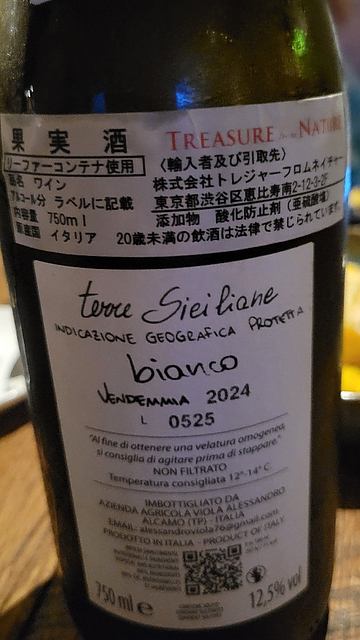 果実酒
TREASURE From NATURE
リーファーコンテナ使用 〈輸入者及び引取先〉
品名 ワイン 株式会社トレジャーフロムネイチャー
アルコール分 ラベルに記載 東京都渋谷区恵比寿南2-12-3-2F
内容量 750ml 添加物 酸化防止剤(亜硫酸塩)
原産国 イタリア 20歳未満の飲酒は法律で禁じられています
terre Siciliane
INDICAZIONE GEOGRAFICA PROTETTA
bianco
VENDEMMIA 2024
L 0525
"Al fine di ottenere una velatura omogenea,
si consiglia di agitare prima di stappare."
NON FILTRATO
Temperatura consigliata 12°-14° C
IMBOTTIGLIATO DA
AZIENDA AGRICOLA VIOLA ALESSANDRO
ALCAMO (TP) - ITALIA
EMAIL: alessandroviola76@gmail.com
PRODOTTO IN ITALIA - PRODUCT OF ITALY
750 ml e
12,5% vol